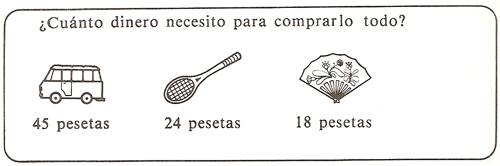 ¿Cuánto dinero necesito para comprarlo todo?
45 pesetas 24 pesetas 18 pesetas